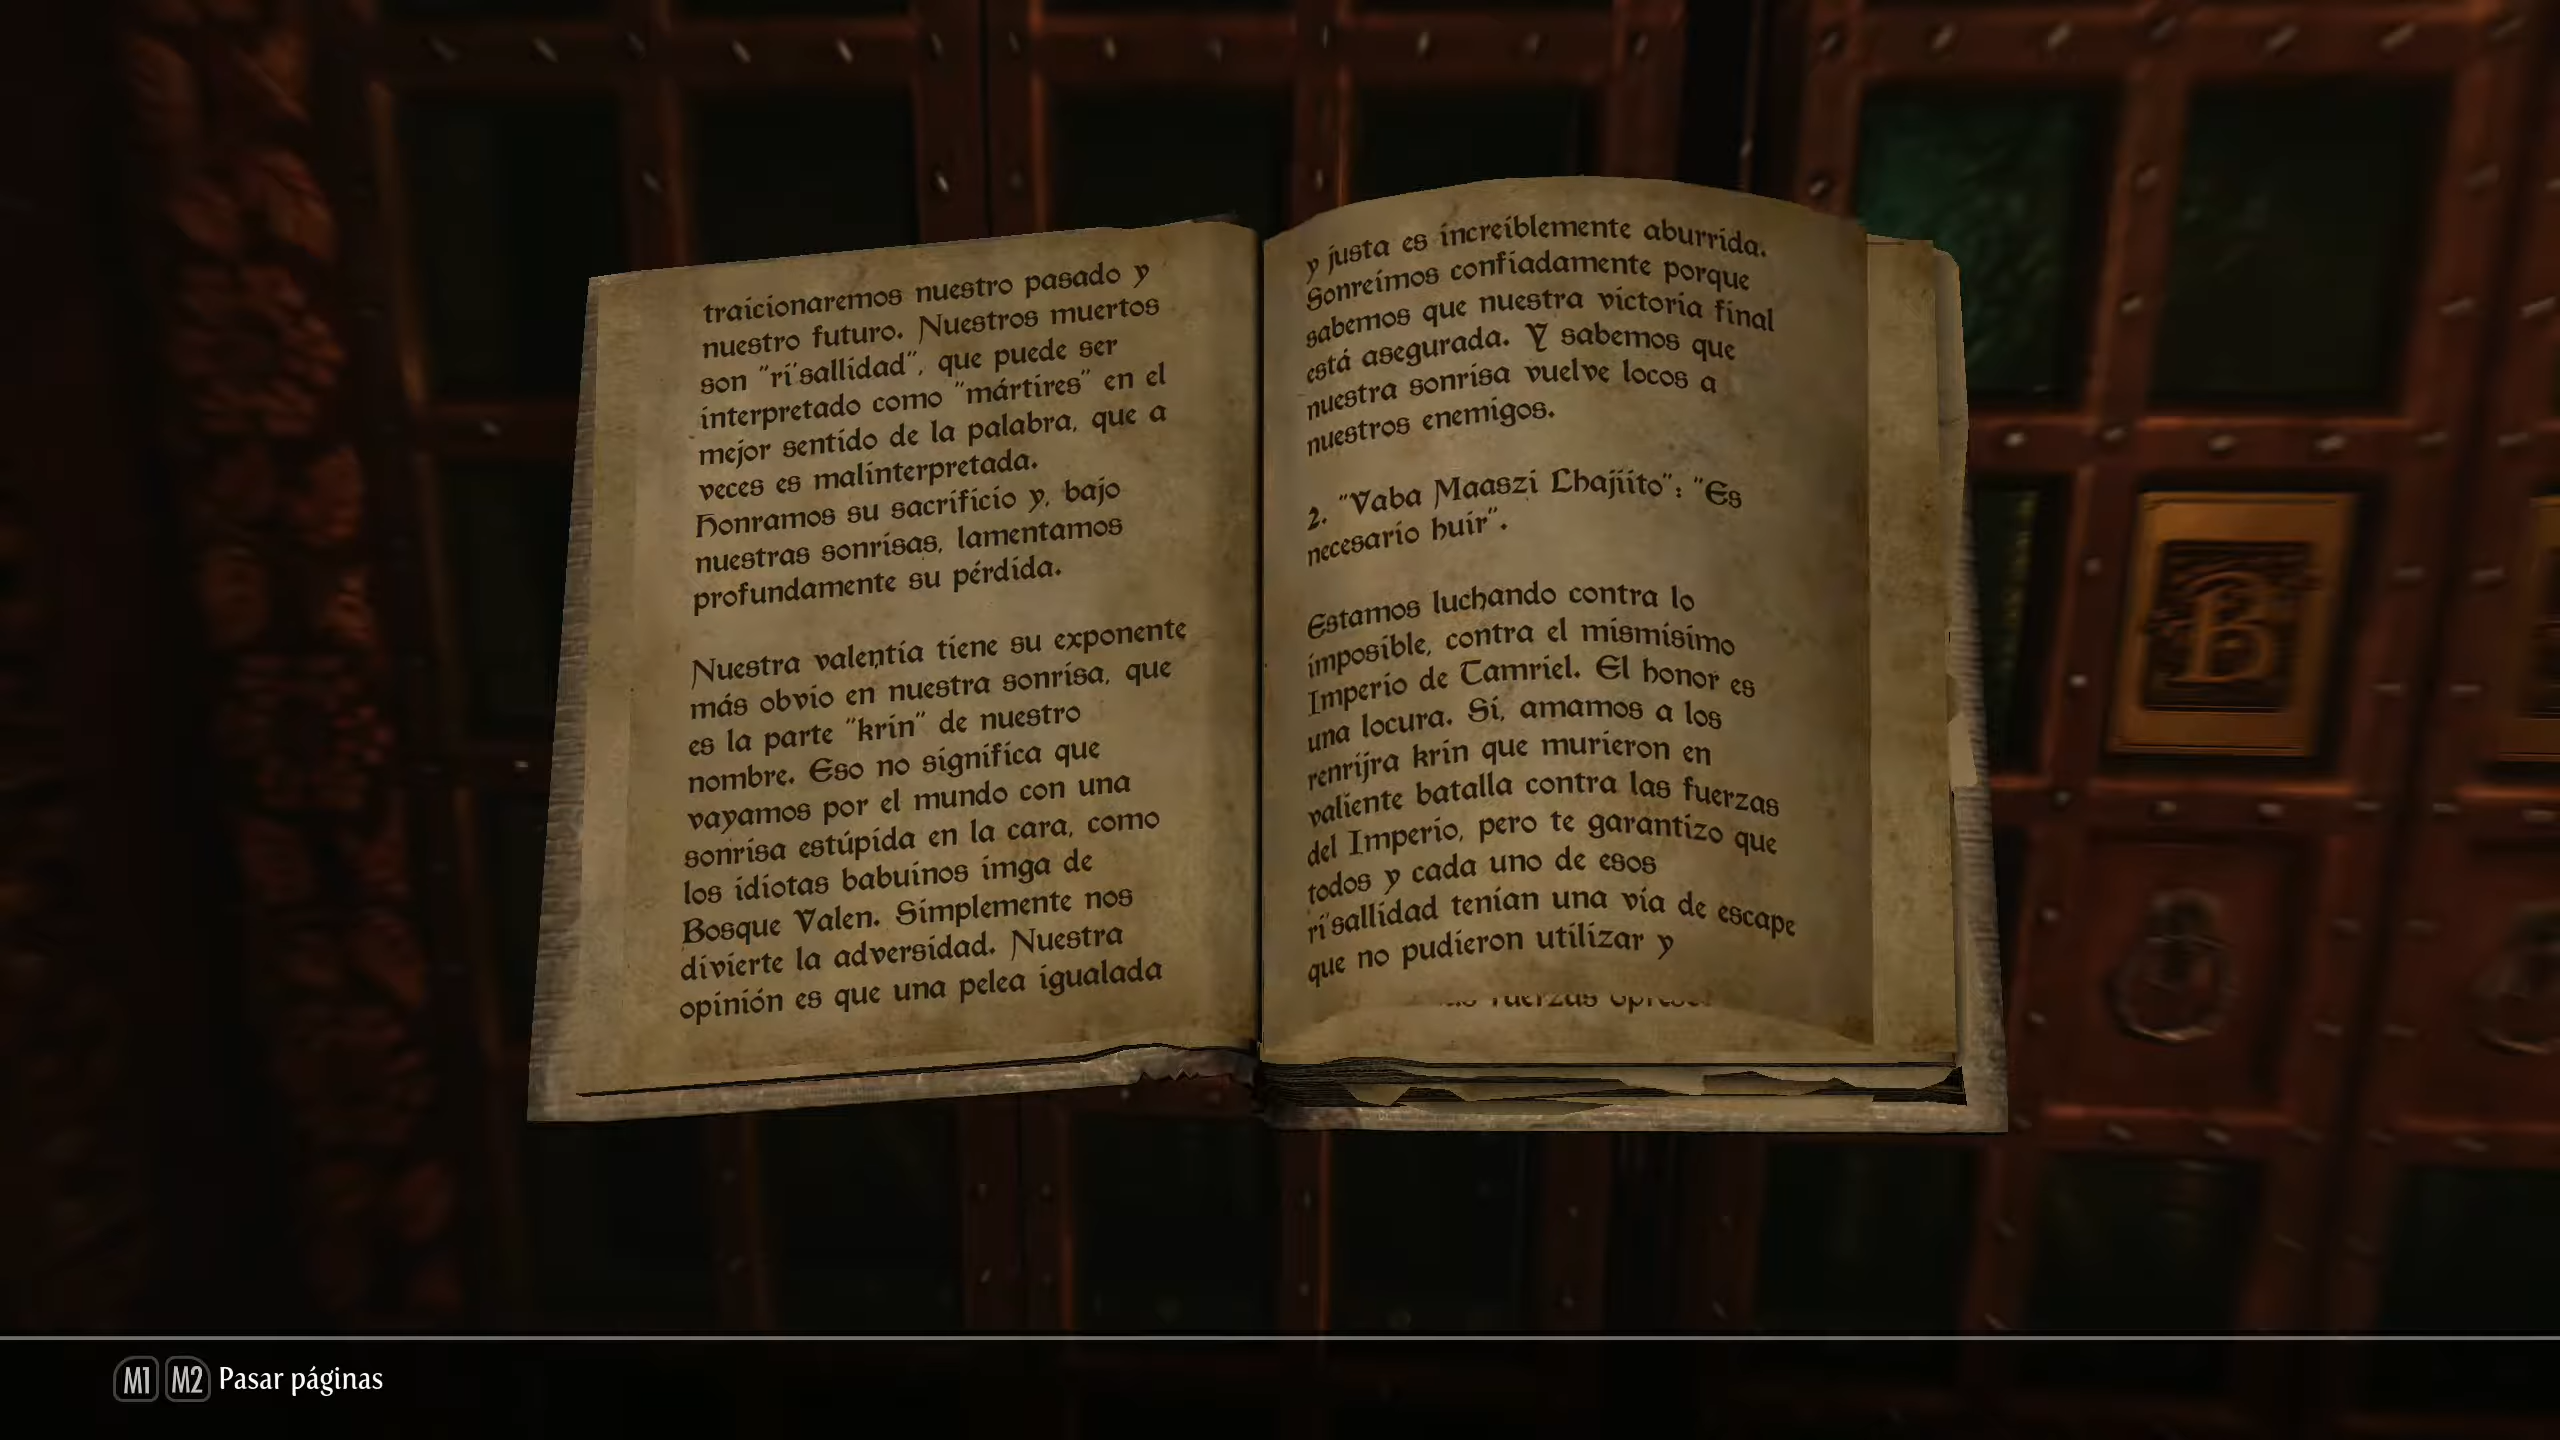 traicionaremos nuestro pasado y
nuestro futuro. Nuestros muertos
son "ri'sallidad", que puede ser
interpretado como "mártires" en el
mejor sentido de la palabra, que a
veces es malinterpretada.
Honramos su sacrificio y, bajo
nuestras sonrisas, lamentamos
profundamente su pérdida.
Nuestra valentía tiene su exponente
más obvio en nuestra sonrisa, que
es la parte "krin" de nuestro
nombre. Eso no significa que
vayamos por el mundo con una
sonrisa estúpida en la cara, como
los idiotas babuinos imga de
Bosque Valen. Simplemente nos
divierte la adversidad. Nuestra
opinión es que una pelea igualada
y justa es increíblemente aburrida.
Sonreímos confiadamente porque
sabemos que nuestra victoria final
está asegurada. Y sabemos que
nuestra sonrisa vuelve locos a
nuestros enemigos.
2. "Vaba Maaszi Lhajiito": "Es
necesario huir".
Estamos luchando contra lo
imposible, contra el mismísimo
Imperio de Tamriel. El honor es
una locura. Sí, amamos a los
renrijra krin que murieron en
valiente batalla contra las fuerzas
del Imperio, pero te garantizo que
todos y cada uno de esos
ri'sallidad tenían una vía de escape
que no pudieron utilizar y
fuerzas
B
M1 M2 Pasar páginas